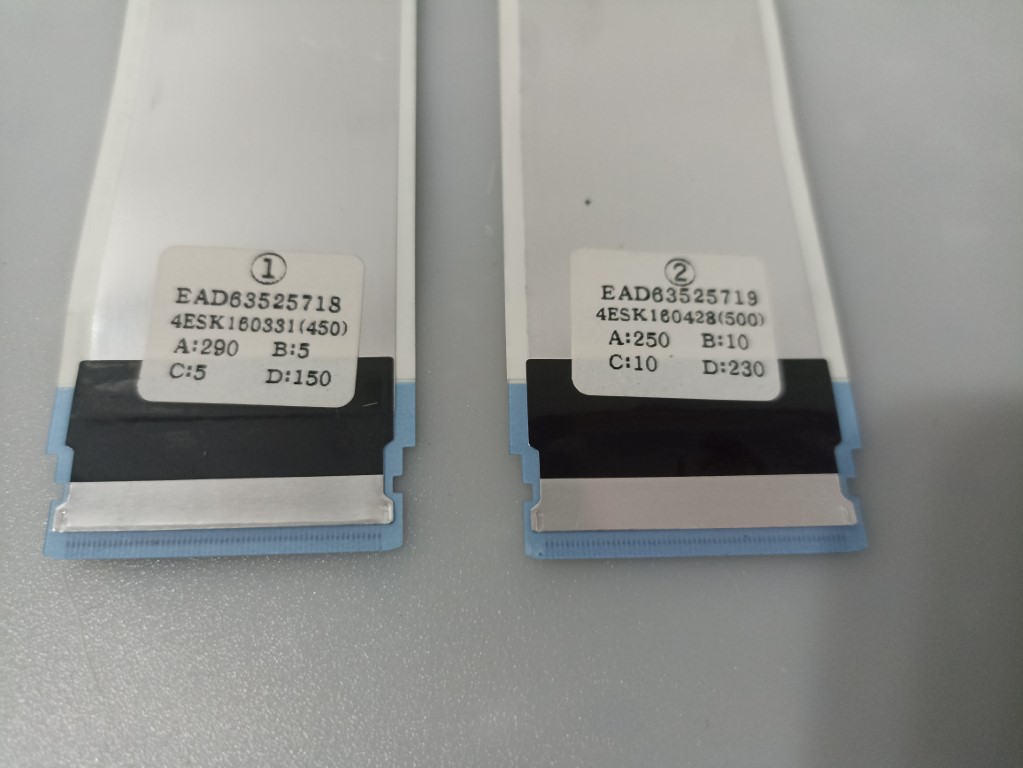 ①
EAD63525718
4ESK160331(450)
A:290 B:5
C:5 D:150
②
EAD63525719
4ESK160428(500)
A:250 B:10
C:10 D:230